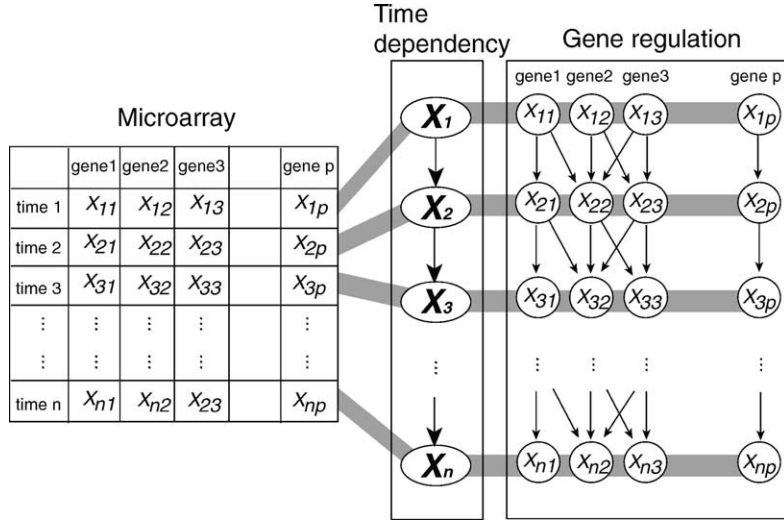 Time
dependency
Gene regulation
Microarray
gene1 gene2 gene3 gene p
time 1 X11 X12 X13 X1p
time 2 X21 X22 X23 X2p
time 3 X31 X32 X33 X3p
⋮ ⋮ ⋮ ⋮ ⋮
⋮ ⋮ ⋮ ⋮ ⋮
time n Xn1 Xn2 X23 Xnp
X1
X2
X3
⋮
Xn
gene1 gene2 gene3 gene p
X11 X12 X13 X1p
X21 X22 X23 X2p
X31 X32 X33 X3p
⋮ ⋮ ⋮ ⋮
Xn1 Xn2 Xn3 Xnp